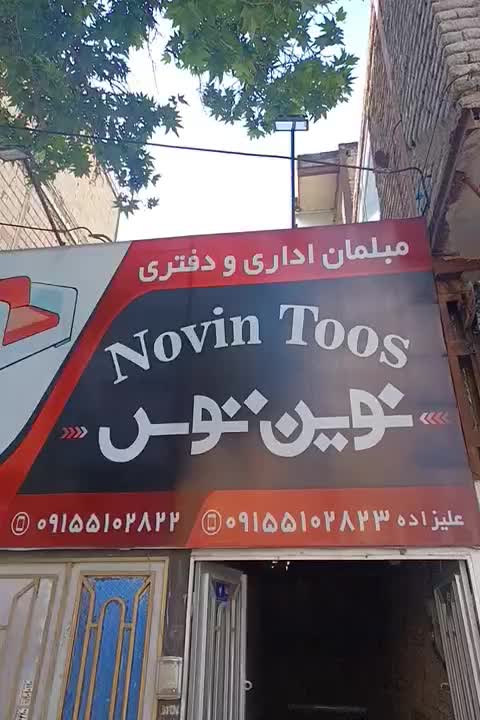 مبلمان اداری و دفتری
Novin Toos
نوین توس
علیزاده ۰۹۱۵۵۱۰۲۸۲۳
۰۹۱۵۵۱۰۲۸۲۲